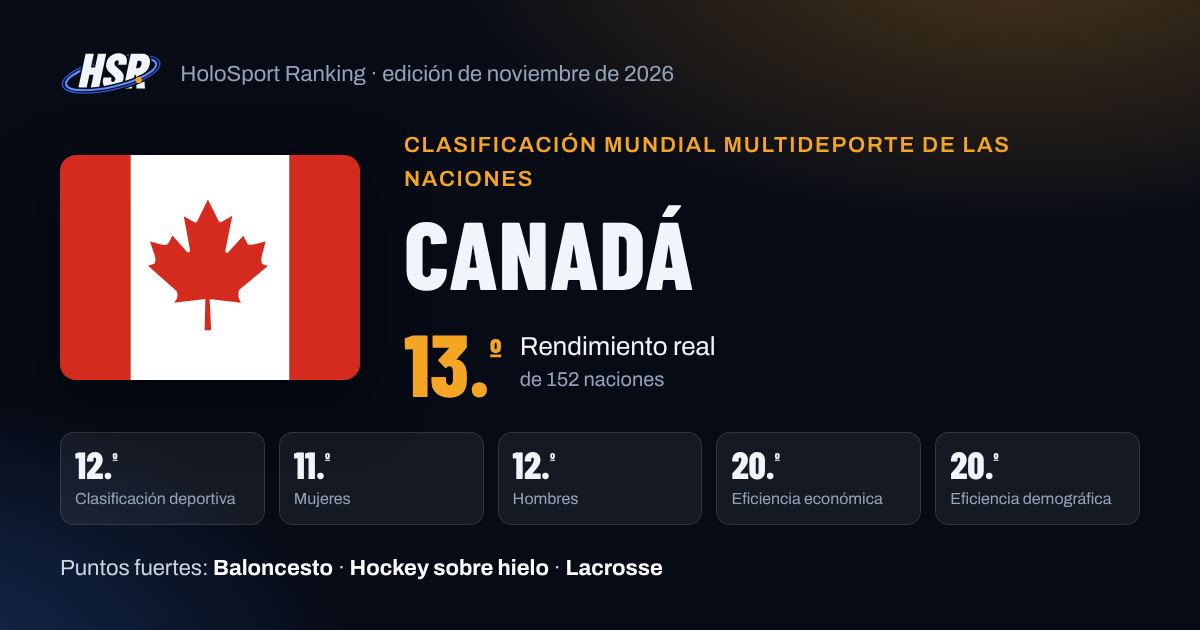 HSR
HoloSport Ranking · edición de noviembre de 2026
CLASIFICACIÓN MUNDIAL MULTIDEPORTE DE LAS
NACIONES
CANADÁ
13.º
Rendimiento real
de 152 naciones
12.º
Clasificación deportiva
11.º
Mujeres
12.º
Hombres
20.º
Eficiencia económica
20.º
Eficiencia demográfica
Puntos fuertes: Baloncesto · Hockey sobre hielo · Lacrosse